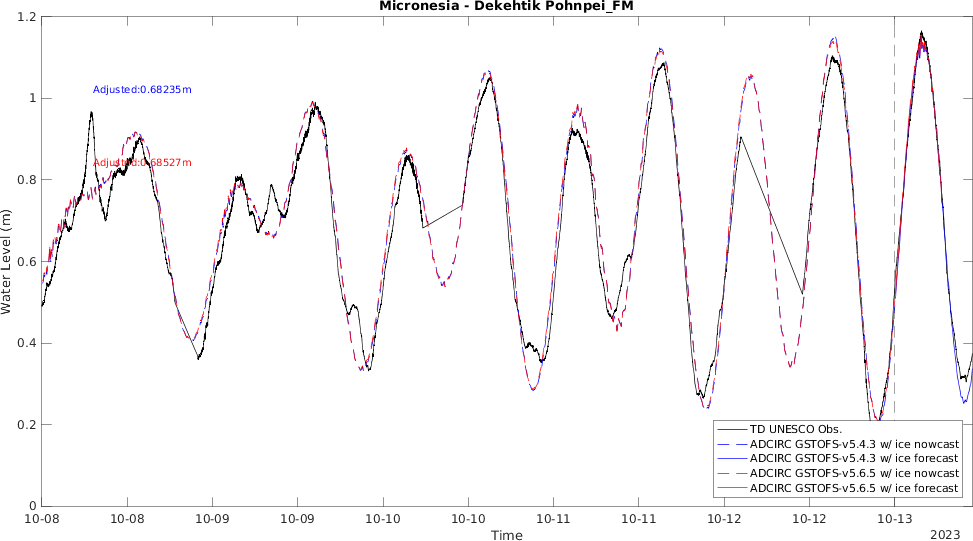 Micronesia - Dekehtik Pohnpei_FM
1.2
1
0.8
0.6
0.4
0.2
0
Water Level (m)
Adjusted:0.68235m
Adjusted:0.68527m
TD UNESCO Obs.
ADCIRC GSTOFS-v5.4.3 w/ ice nowcast
ADCIRC GSTOFS-v5.4.3 w/ ice forecast
ADCIRC GSTOFS-v5.6.5 w/ ice nowcast
ADCIRC GSTOFS-v5.6.5 w/ ice forecast
10-08 10-08 10-09 10-09 10-10 10-10 10-11 10-11 10-12 10-12 10-13
Time
2023